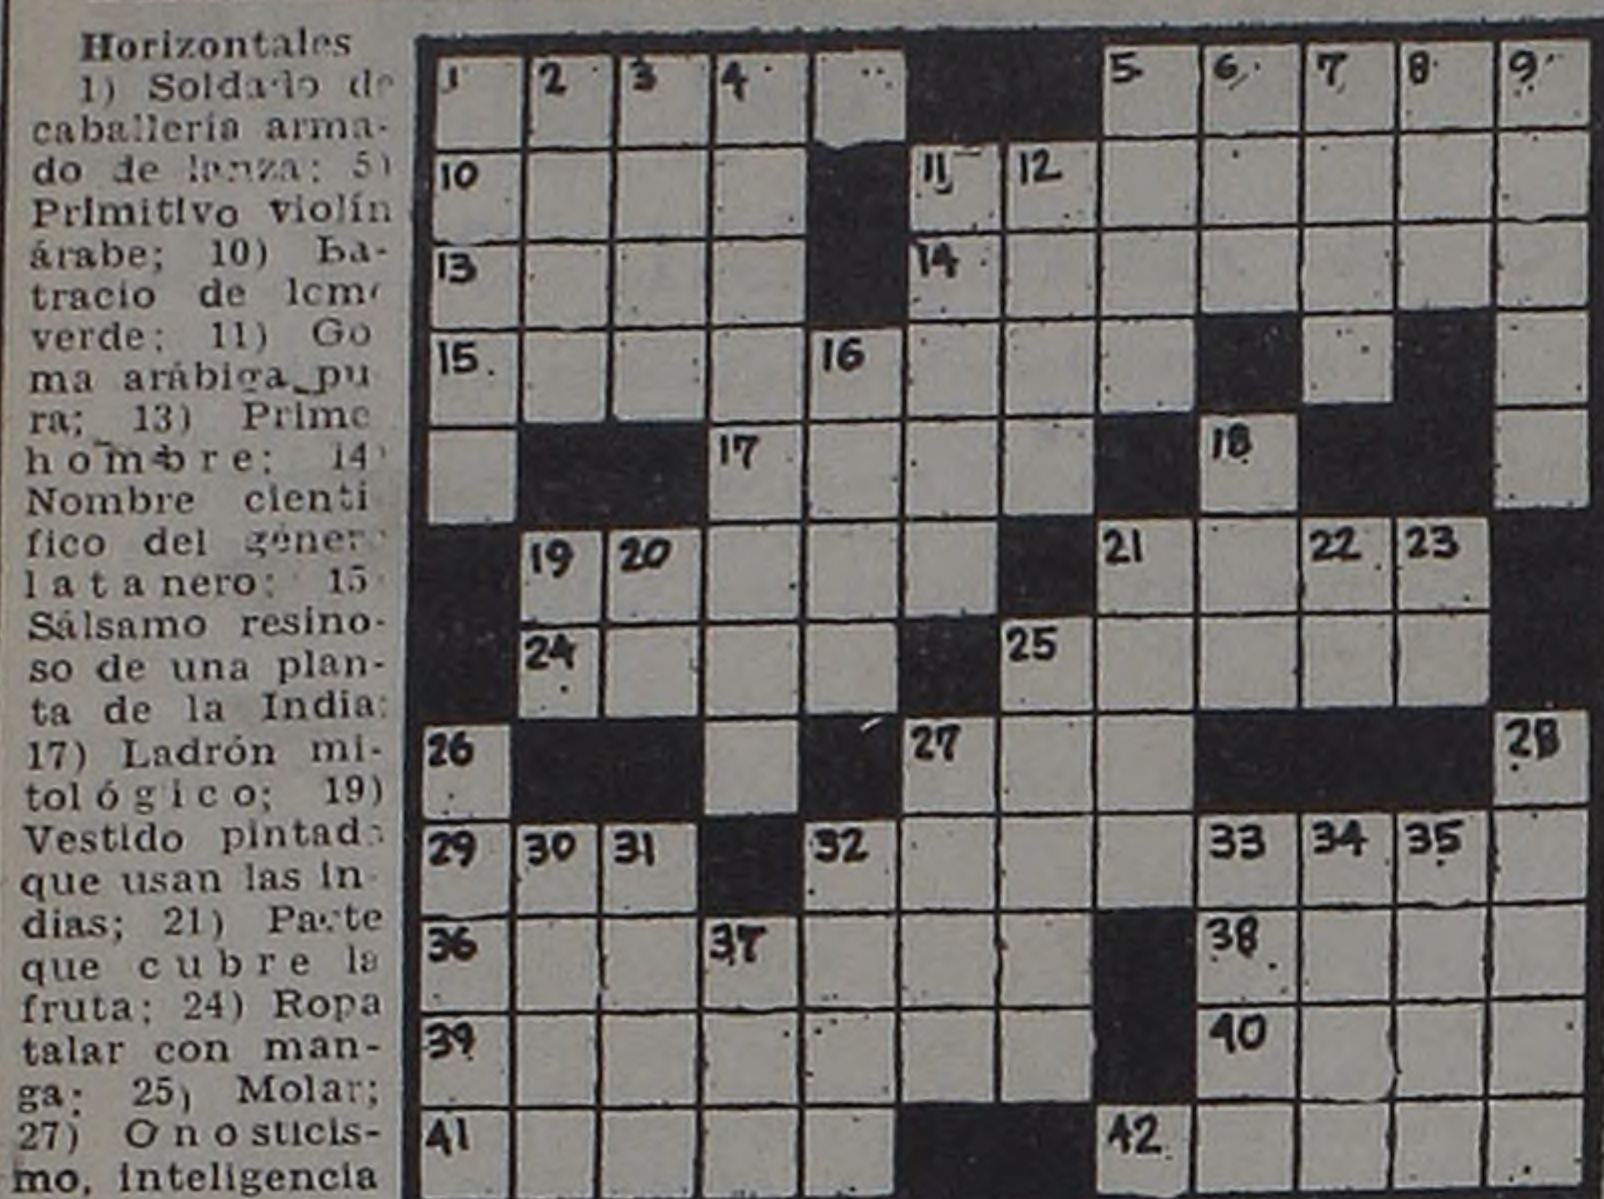 Horizontales
1) Soldado de
caballería arma-
do de lanza; 5)
Primitivo violín
árabe; 10) Ba-
tracio de lomo
verde; 11) Go
ma arábiga pu
ra; 13) Prime
hombre; 14)
Nombre cienti
fico del géner
latanero; 15
Sálsamo resino-
so de una plan-
ta de la India;
17) Ladrón mi-
tológico; 19)
Vestido pintado
que usan las in-
dias; 21) Parte
que cubre la
fruta; 24) Ropa
talar con man-
ga; 25) Molar;
27) Onosticis-
mo, inteligencia
1 2 3 4 5 6 7 8 9
10 11 12
13 14
15 16
17 18
19 20 21 22 23
24 25
26 27 28
29 30 31 32 33 34 35
36 37 38
39 40
41 42